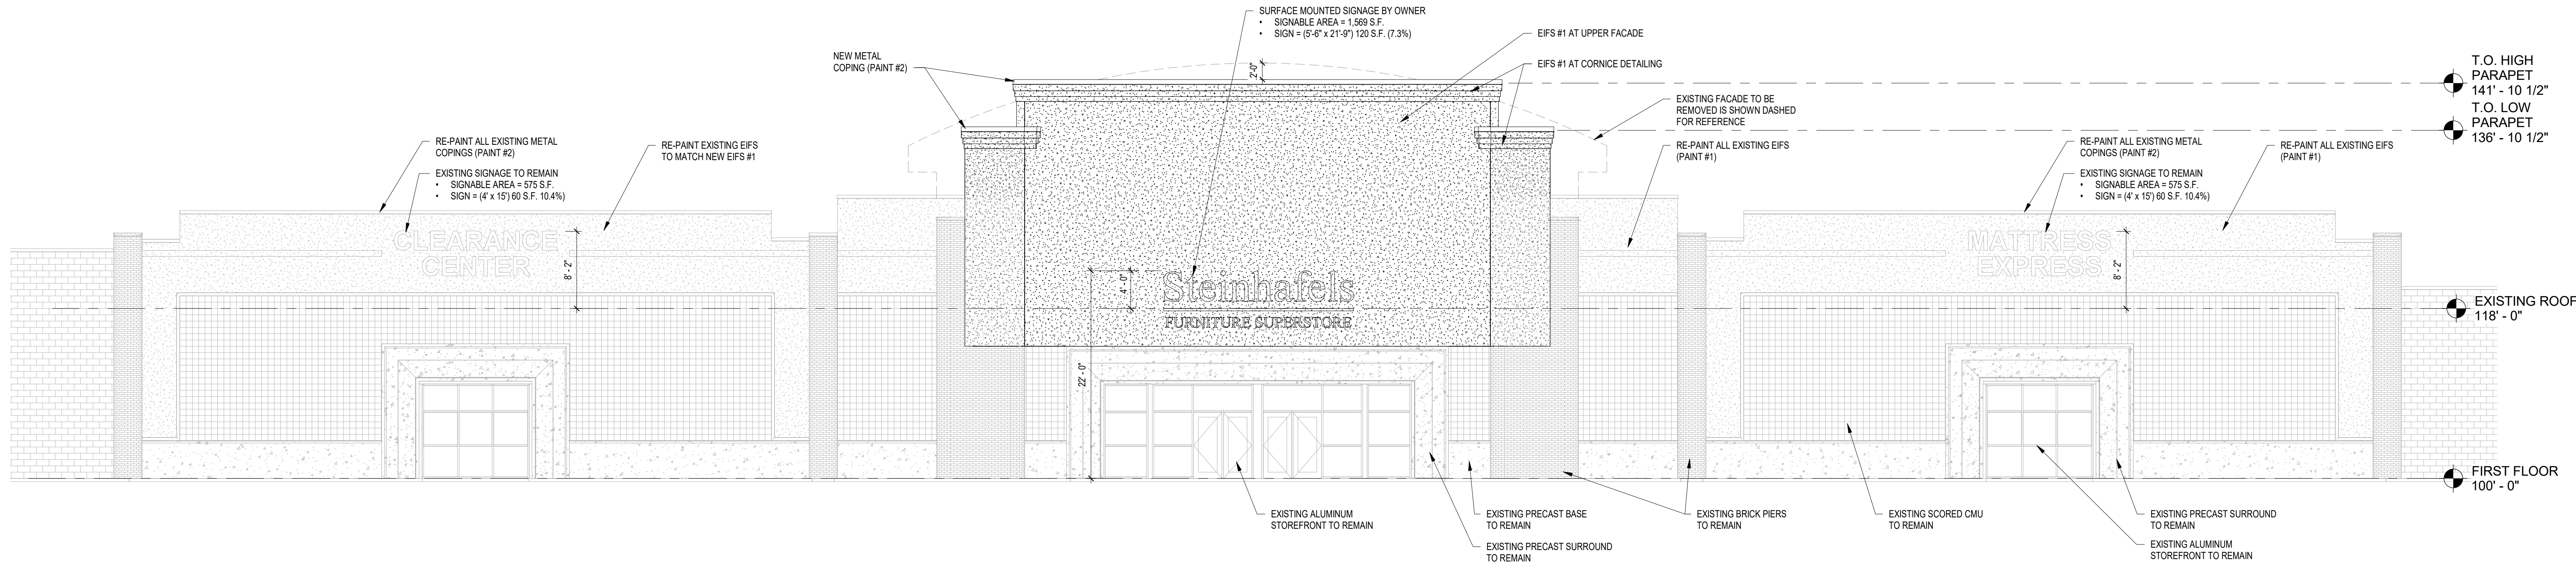 SURFACE MOUNTED SIGNAGE BY OWNER
• SIGNABLE AREA = 1,569 S.F.
• SIGN = (5'-6" x 21'-9") 120 S.F. (7.3%)
EIFS #1 AT UPPER FACADE
NEW METAL
COPING (PAINT #2)
2'-0"
EIFS #1 AT CORNICE DETAILING
T.O. HIGH
PARAPET
141' - 10 1/2"
T.O. LOW
PARAPET
136' - 10 1/2"
EXISTING FACADE TO BE
REMOVED IS SHOWN DASHED
FOR REFERENCE
RE-PAINT ALL EXISTING METAL
COPINGS (PAINT #2)
RE-PAINT EXISTING EIFS
TO MATCH NEW EIFS #1
RE-PAINT ALL EXISTING EIFS
(PAINT #1)
RE-PAINT ALL EXISTING METAL
COPINGS (PAINT #2)
RE-PAINT ALL EXISTING EIFS
(PAINT #1)
EXISTING SIGNAGE TO REMAIN
• SIGNABLE AREA = 575 S.F.
• SIGN = (4' x 15') 60 S.F. 10.4%)
EXISTING SIGNAGE TO REMAIN
• SIGNABLE AREA = 575 S.F.
• SIGN = (4' x 15') 60 S.F. 10.4%)
CLEARANCE
CENTER
8' - 2"
4' - 0"
Steinhafels
FURNITURE SUPERSTORE
MATTRESS
EXPRESS
8' - 2"
EXISTING ROOF
118' - 0"
22' - 0"
FIRST FLOOR
100' - 0"
EXISTING ALUMINUM
STOREFRONT TO REMAIN
EXISTING PRECAST BASE
TO REMAIN
EXISTING PRECAST SURROUND
TO REMAIN
EXISTING BRICK PIERS
TO REMAIN
EXISTING SCORED CMU
TO REMAIN
EXISTING PRECAST SURROUND
TO REMAIN
EXISTING ALUMINUM
STOREFRONT TO REMAIN